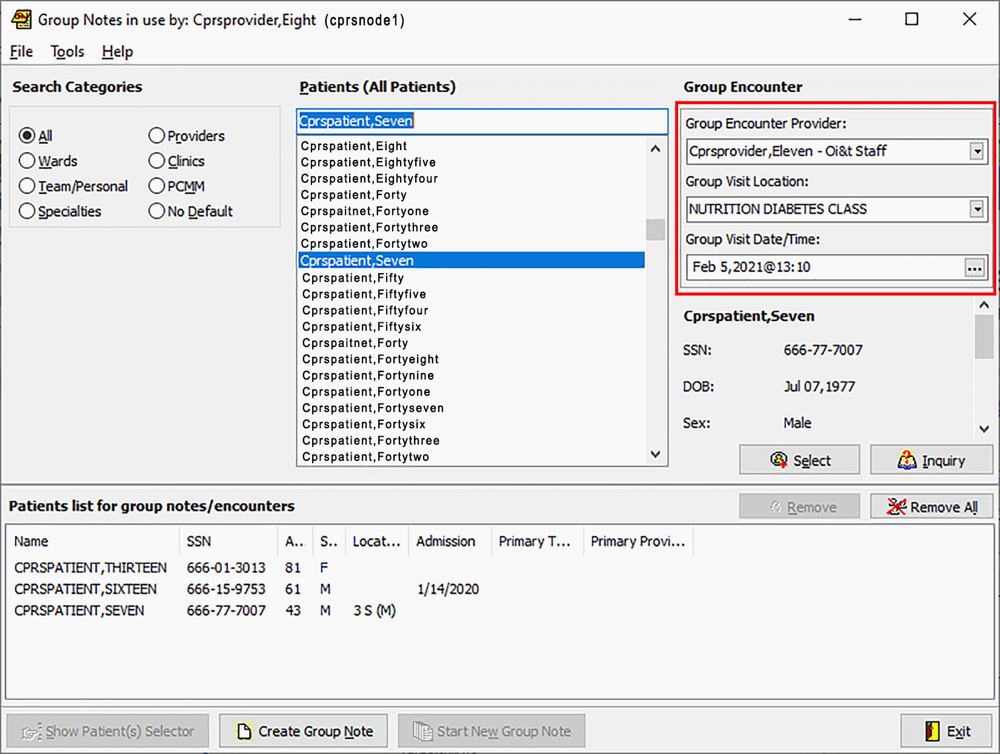 Group Notes in use by: Cprsprovider,Eight (cprsnode1)
File Tools Help
Search Categories
All
Providers
Wards
Clinics
Team/Personal
PCMM
Specialties
No Default
Patients (All Patients)
Cprspatient,Seven
Cprspatient,Eight
Cprspatient,Eightyfive
Cprspatient,Eightyfour
Cprspatient,Forty
Cprspaitnet,Fortyone
Cprspatient,Fortythree
Cprspatient,Fortytwo
Cprspatient,Seven
Cprspatient,Fifty
Cprspatient,Fiftyfive
Cprspatient,Fiftyfour
Cprspatient,Fiftysix
Cprspaitnet,Forty
Cprspatient,Fortyeight
Cprspatient,Fortynine
Cprspatient,Fortyone
Cprspatient,Fortyseven
Cprspatient,Fortysix
Cprspatient,Fortythree
Cprspatient,Fortytwo
Group Encounter
Group Encounter Provider:
Cprsprovider,Eleven - Oi&t Staff
Group Visit Location:
NUTRITION DIABETES CLASS
Group Visit Date/Time:
Feb 5,2021@13:10 ...
Cprspatient,Seven
SSN: 666-77-7007
DOB: Jul 07,1977
Sex: Male
Select
Inquiry
Patients list for group notes/encounters
Remove
Remove All
Name SSN A... S.. Locat... Admission Primary T... Primary Provi...
CPRSPATIENT,THIRTEEN 666-01-3013 81 F
CPRSPATIENT,SIXTEEN 666-15-9753 61 M 1/14/2020
CPRSPATIENT,SEVEN 666-77-7007 43 M 3 S (M)
Show Patient(s) Selector
Create Group Note
Start New Group Note
Exit